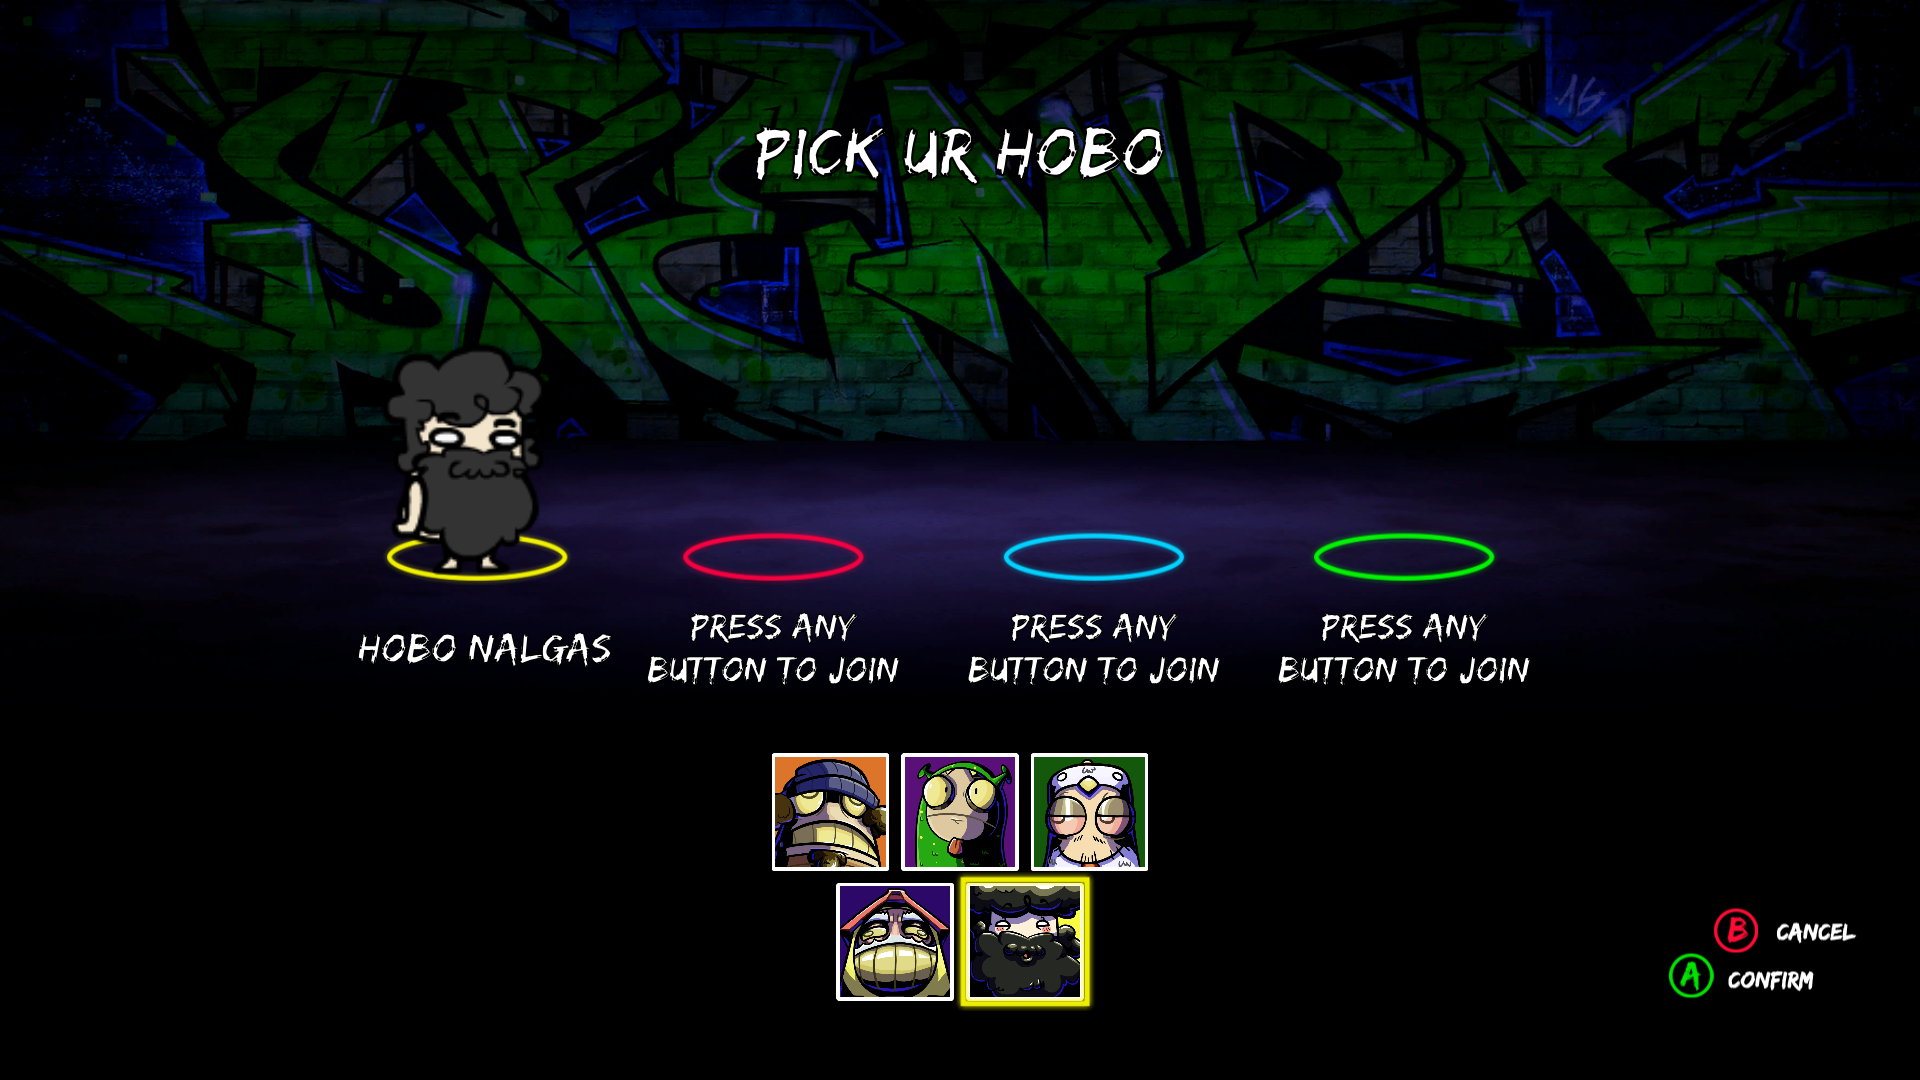 16
PICK UR HOBO
HOBO NALGAS
PRESS ANY
BUTTON TO JOIN
PRESS ANY
BUTTON TO JOIN
PRESS ANY
BUTTON TO JOIN
B CANCEL
A CONFIRM